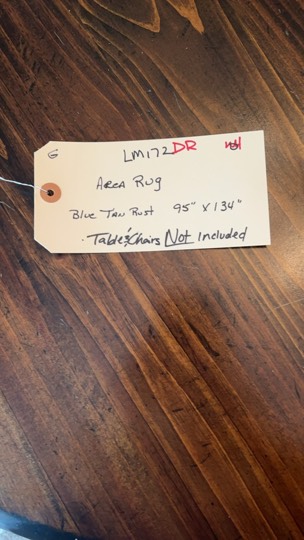 G
LM172DR
Area Rug
Blue Tan Rust 95" x 134"
· Table & Chairs Not Included